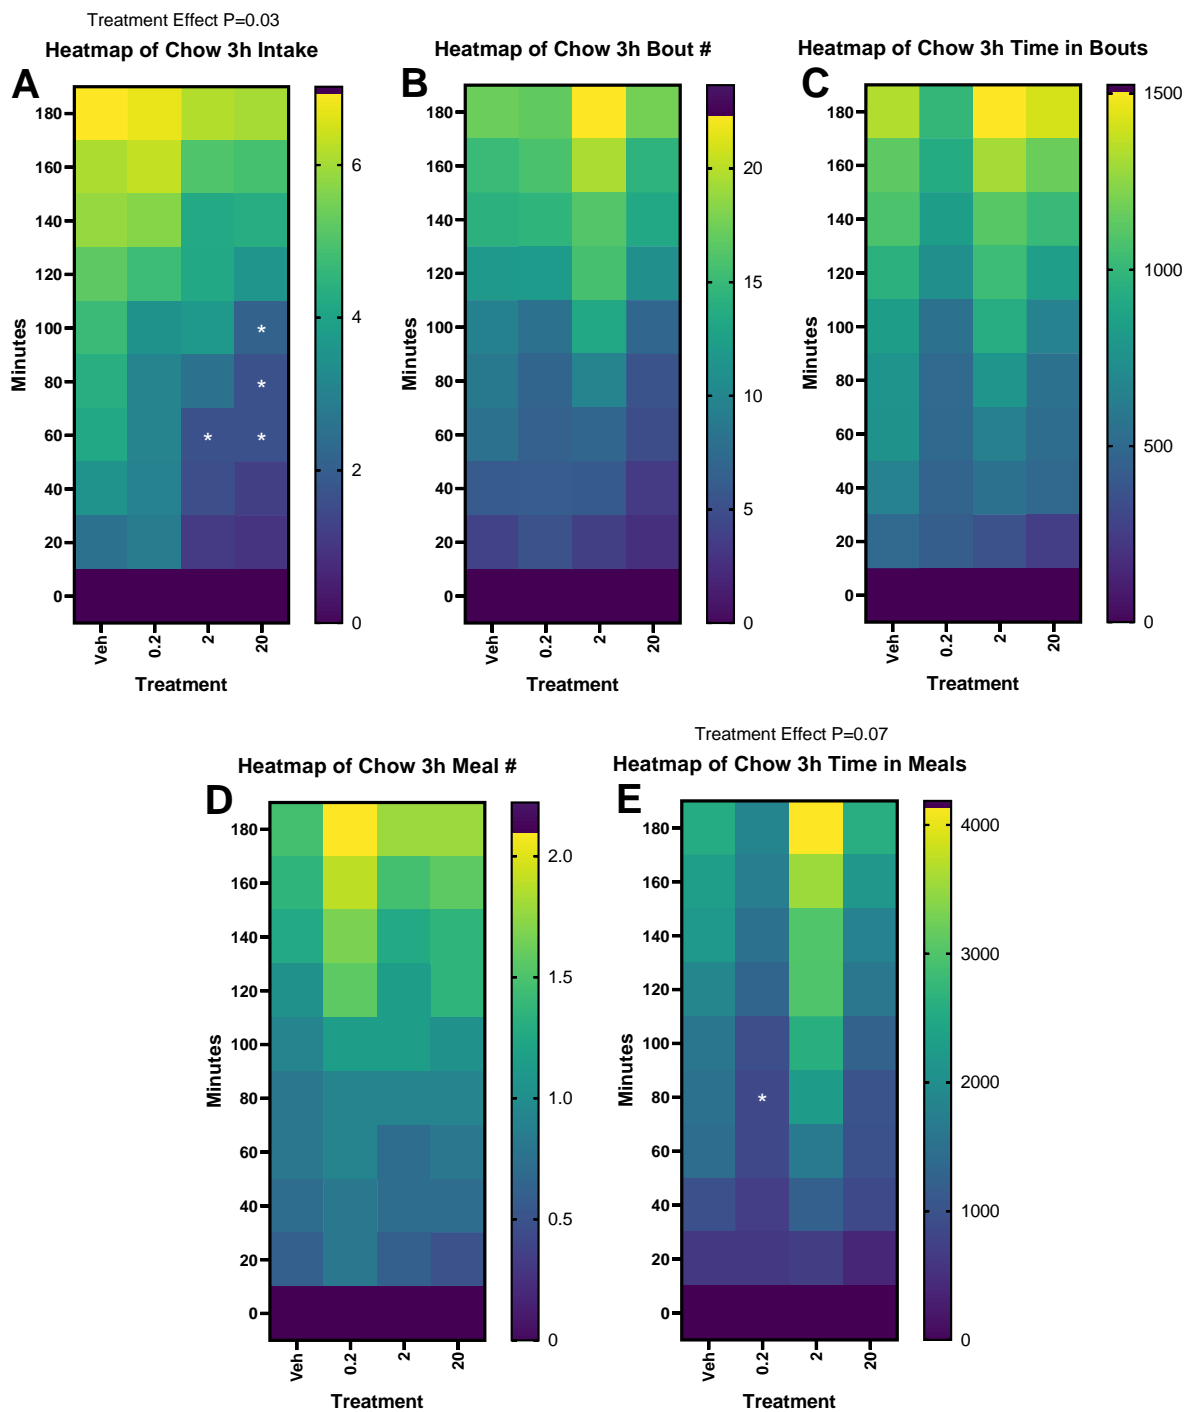 Treatment Effect P=0.03
Heatmap of Chow 3h Intake
Heatmap of Chow 3h Bout #
Heatmap of Chow 3h Time in Bouts
A
180
160
140
120
100
80
60
40
20
0
Minutes
*
*
* *
Veh 0.2 2 20
Treatment
6
4
2
0
B
180
160
140
120
100
80
60
40
20
0
Minutes
Veh 0.2 2 20
Treatment
20
15
10
5
0
C
180
160
140
120
100
80
60
40
20
0
Minutes
Veh 0.2 2 20
Treatment
1500
1000
500
0
Heatmap of Chow 3h Meal #
D
180
160
140
120
100
80
60
40
20
0
Minutes
Veh 0.2 2 20
Treatment
2.0
1.5
1.0
0.5
0
Treatment Effect P=0.07
Heatmap of Chow 3h Time in Meals
E
180
160
140
120
100
80
60
40
20
0
Minutes
*
Veh 0.2 2 20
Treatment
4000
3000
2000
1000
0